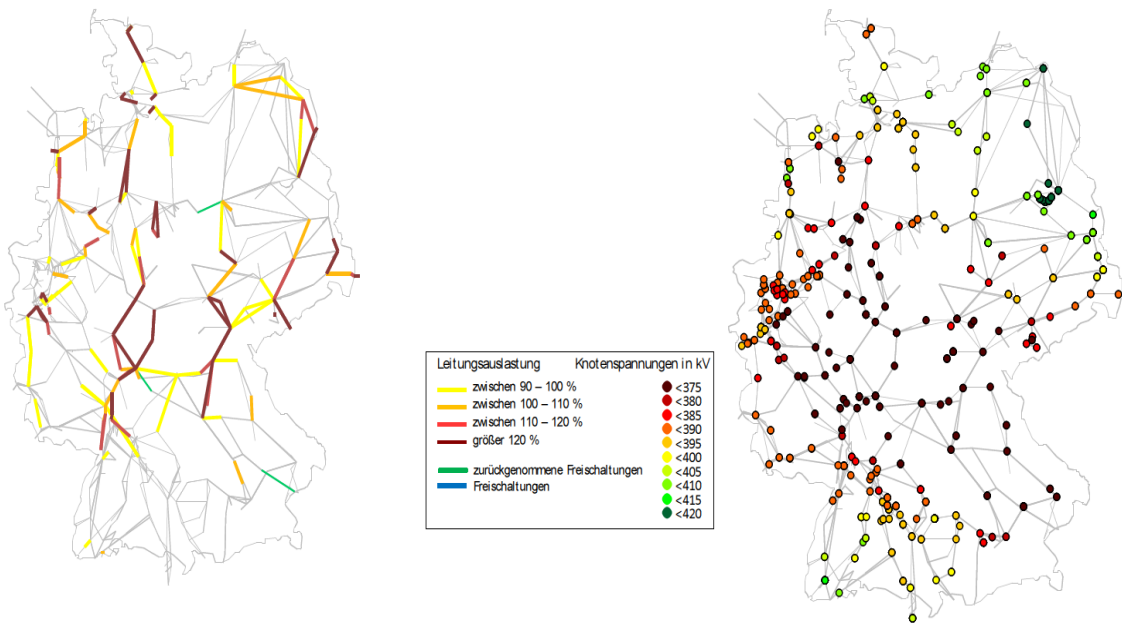 Leitungsauslastung Knotenspannungen in kV
zwischen 90 – 100 % <375
zwischen 100 – 110 % <380
zwischen 110 – 120 % <385
größer 120 % <390
<395
<400
zurückgenommene Freischaltungen <405
Freischaltungen <410
<415
<420